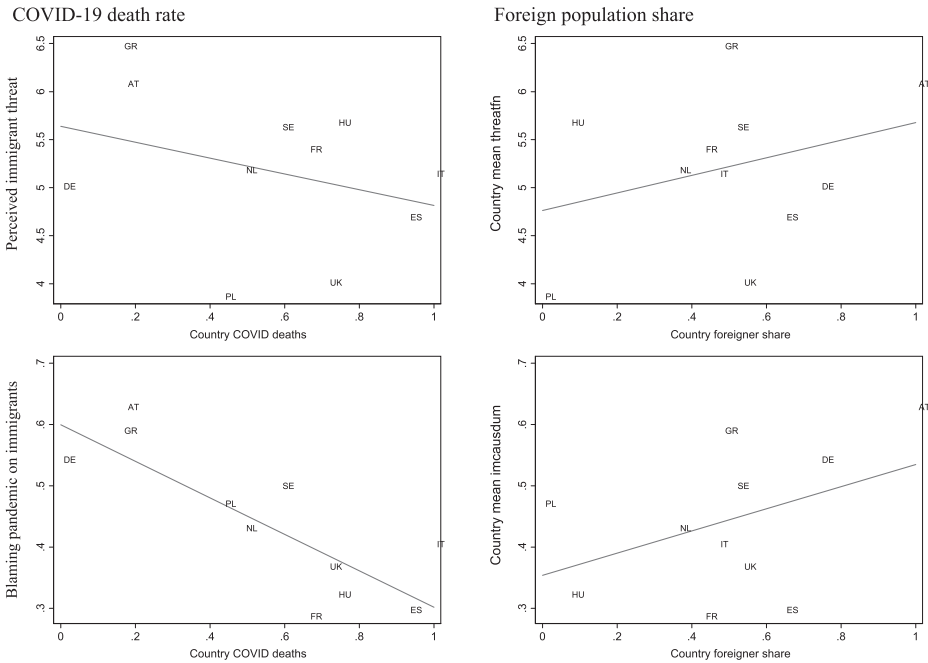 COVID-19 death rate
Foreign population share
Perceived immigrant threat
6.5
6
5.5
5
4.5
4
GR
AT
SE
HU
FR
NL
IT
DE
ES
UK
PL
0 .2 .4 .6 .8 1
Country COVID deaths
Country mean threatfn
6.5
6
5.5
5
4.5
4
GR
AT
HU
SE
FR
NL
IT
DE
ES
UK
PL
0 .2 .4 .6 .8 1
Country foreigner share
Blaming pandemic on immigrants
.7
.6
.5
.4
.3
AT
GR
DE
SE
PL
NL
IT
UK
HU
ES
FR
0 .2 .4 .6 .8 1
Country COVID deaths
Country mean imcausdum
.7
.6
.5
.4
.3
AT
GR
DE
SE
PL
NL
IT
UK
HU
ES
FR
0 .2 .4 .6 .8 1
Country foreigner share